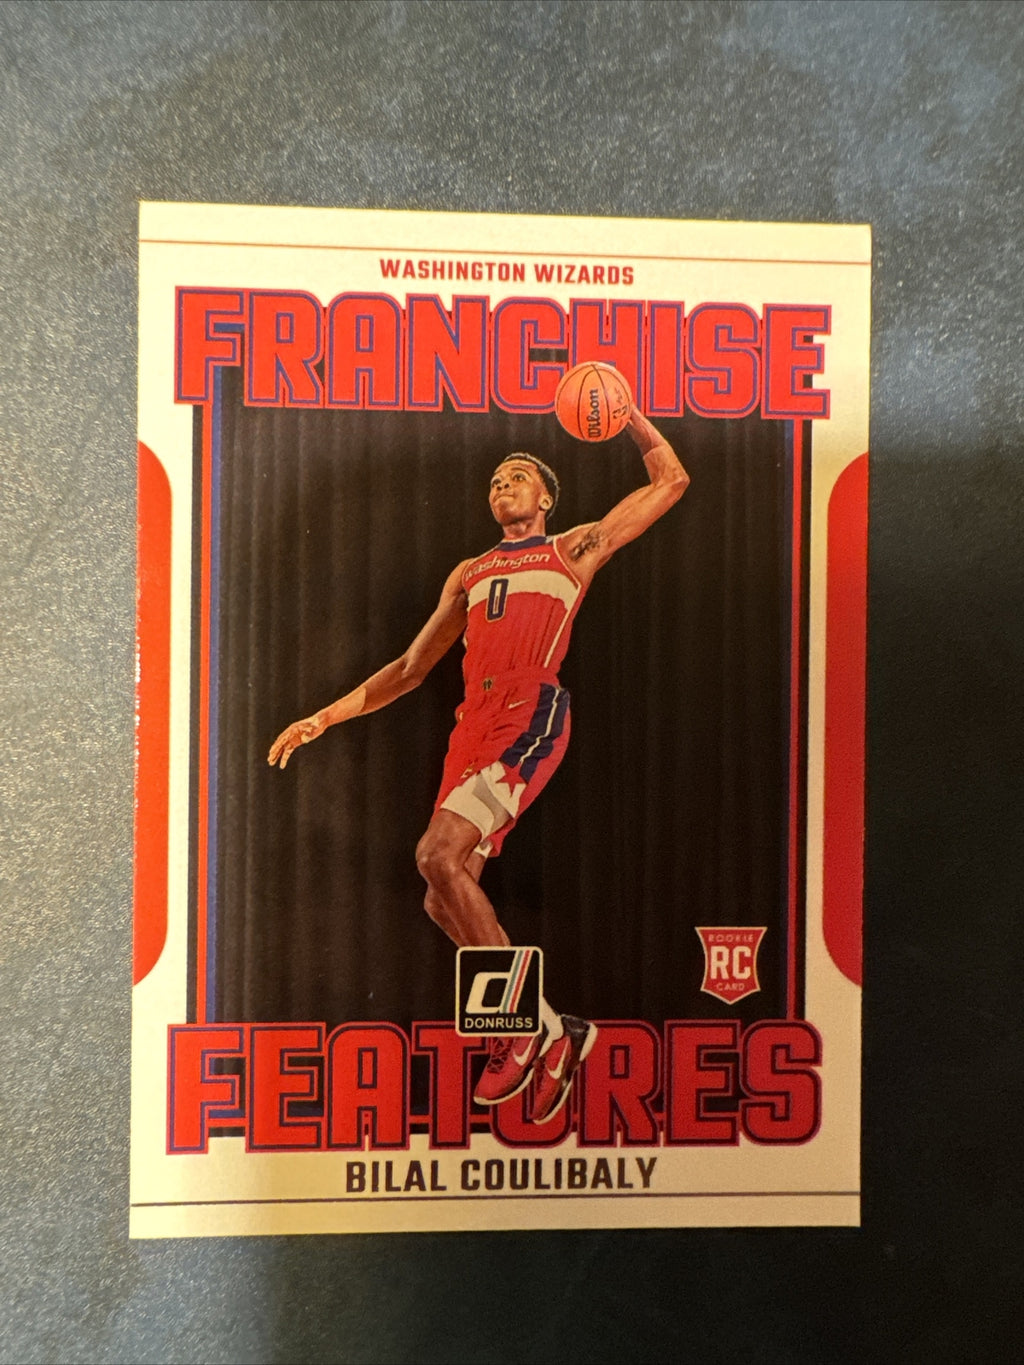 WASHINGTON WIZARDS
FRANCHISE
Wilson
Washington
0
ROOKIE
RC
CARD
d
DONRUSS
FEATURES
BILAL COULIBALY